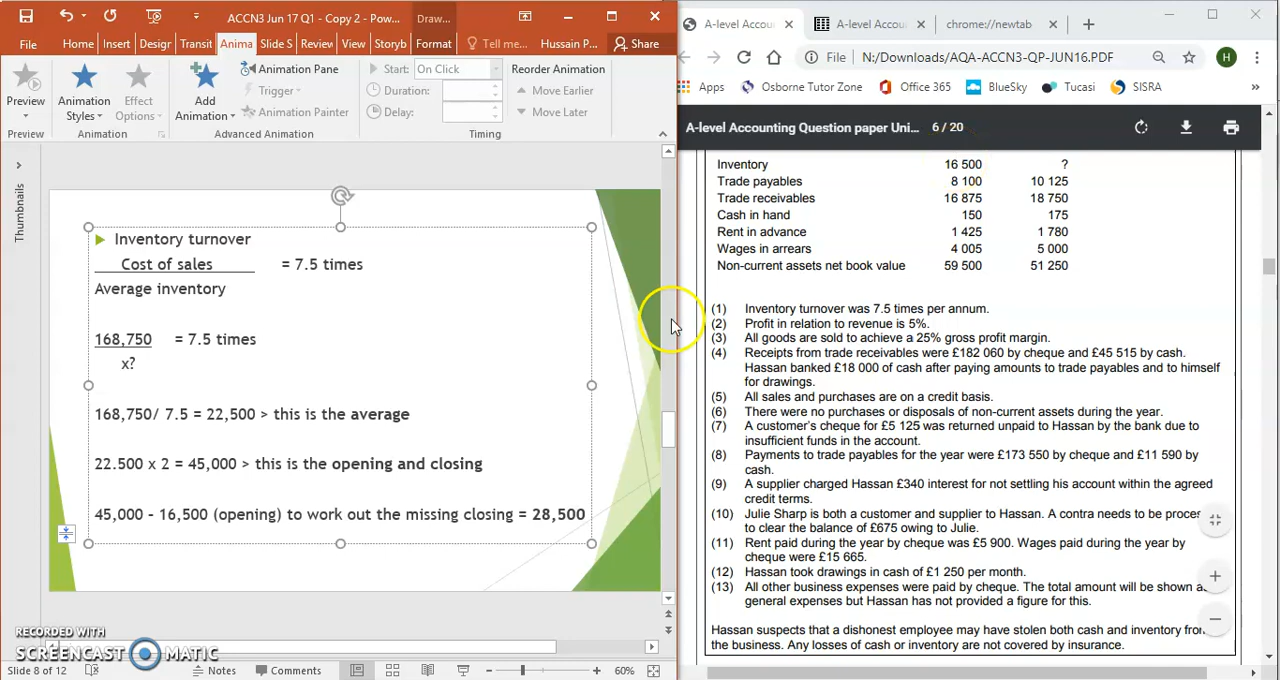 ACCN3 Jun 17 Q1 - Copy 2 - Pow...
Draw...
File
Home
Insert
Desigr
Transit
Anima
Slide S
Reviev
View
Storyb
Format
Tell me...
Hussain P...
Share
Preview
Animation Styles
Effect Options
Add Animation
Animation Pane
Trigger
Animation Painter
Start: On Click
Duration:
Delay:
Reorder Animation
Move Earlier
Move Later
Preview
Animation
Advanced Animation
Timing
Thumbnails
Inventory turnover
Cost of sales = 7.5 times
Average inventory
168,750 = 7.5 times
x?
168,750/ 7.5 = 22,500 > this is the average
22.500 x 2 = 45,000 > this is the opening and closing
45,000 – 16,500 (opening) to work out the missing closing = 28,500
RECORDED WITH
SCREENCAST MATIC
Slide 8 of 12
Notes
Comments
60%
A-level Accounti
A-level Accou
chrome://newtab
File
N:/Downloads/AQA-ACCN3-QP-JUN16.PDF
H
Apps
Osborne Tutor Zone
Office 365
BlueSky
Tucasi
SISRA
»
A-level Accounting Question paper Uni...
6 / 20
Inventory 16 500 ?
Trade payables 8 100 10 125
Trade receivables 16 875 18 750
Cash in hand 150 175
Rent in advance 1 425 1 780
Wages in arrears 4 005 5 000
Non-current assets net book value 59 500 51 250
(1) Inventory turnover was 7.5 times per annum.
(2) Profit in relation to revenue is 5%.
(3) All goods are sold to achieve a 25% gross profit margin.
(4) Receipts from trade receivables were £182 060 by cheque and £45 515 by cash.
Hassan banked £18 000 of cash after paying amounts to trade payables and to himself
for drawings.
(5) All sales and purchases are on a credit basis.
(6) There were no purchases or disposals of non-current assets during the year.
(7) A customer's cheque for £5 125 was returned unpaid to Hassan by the bank due to
insufficient funds in the account.
(8) Payments to trade payables for the year were £173 550 by cheque and £11 590 by
cash.
(9) A supplier charged Hassan £340 interest for not settling his account within the agreed
credit terms.
(10) Julie Sharp is both a customer and supplier to Hassan. A contra needs to be proces
to clear the balance of £675 owing to Julie.
(11) Rent paid during the year by cheque was £5 900. Wages paid during the year by
cheque were £15 665.
(12) Hassan took drawings in cash of £1 250 per month.
(13) All other business expenses were paid by cheque. The total amount will be shown as
general expenses but Hassan has not provided a figure for this.
Hassan suspects that a dishonest employee may have stolen both cash and inventory from
the business. Any losses of cash or inventory are not covered by insurance.